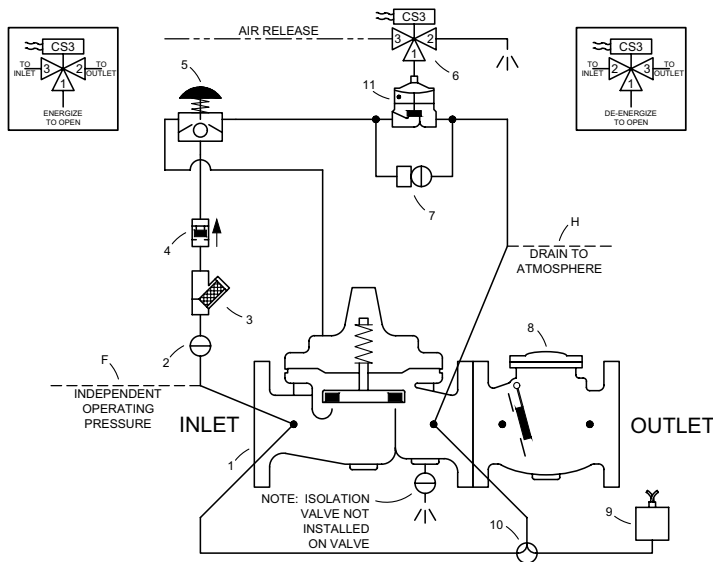 CS3
TO
INLET
3
2
TO
OUTLET
1
ENERGIZE
TO OPEN
AIR RELEASE
CS3
3
2
1
6
CS3
TO
INLET
2
3
TO
OUTLET
1
DE-ENERGIZE
TO OPEN
5
11
7
4
H
DRAIN TO
ATMOSPHERE
3
2
8
F
INDEPENDENT
OPERATING
PRESSURE
INLET
OUTLET
1
NOTE: ISOLATION
VALVE NOT
INSTALLED
ON VALVE
9
10